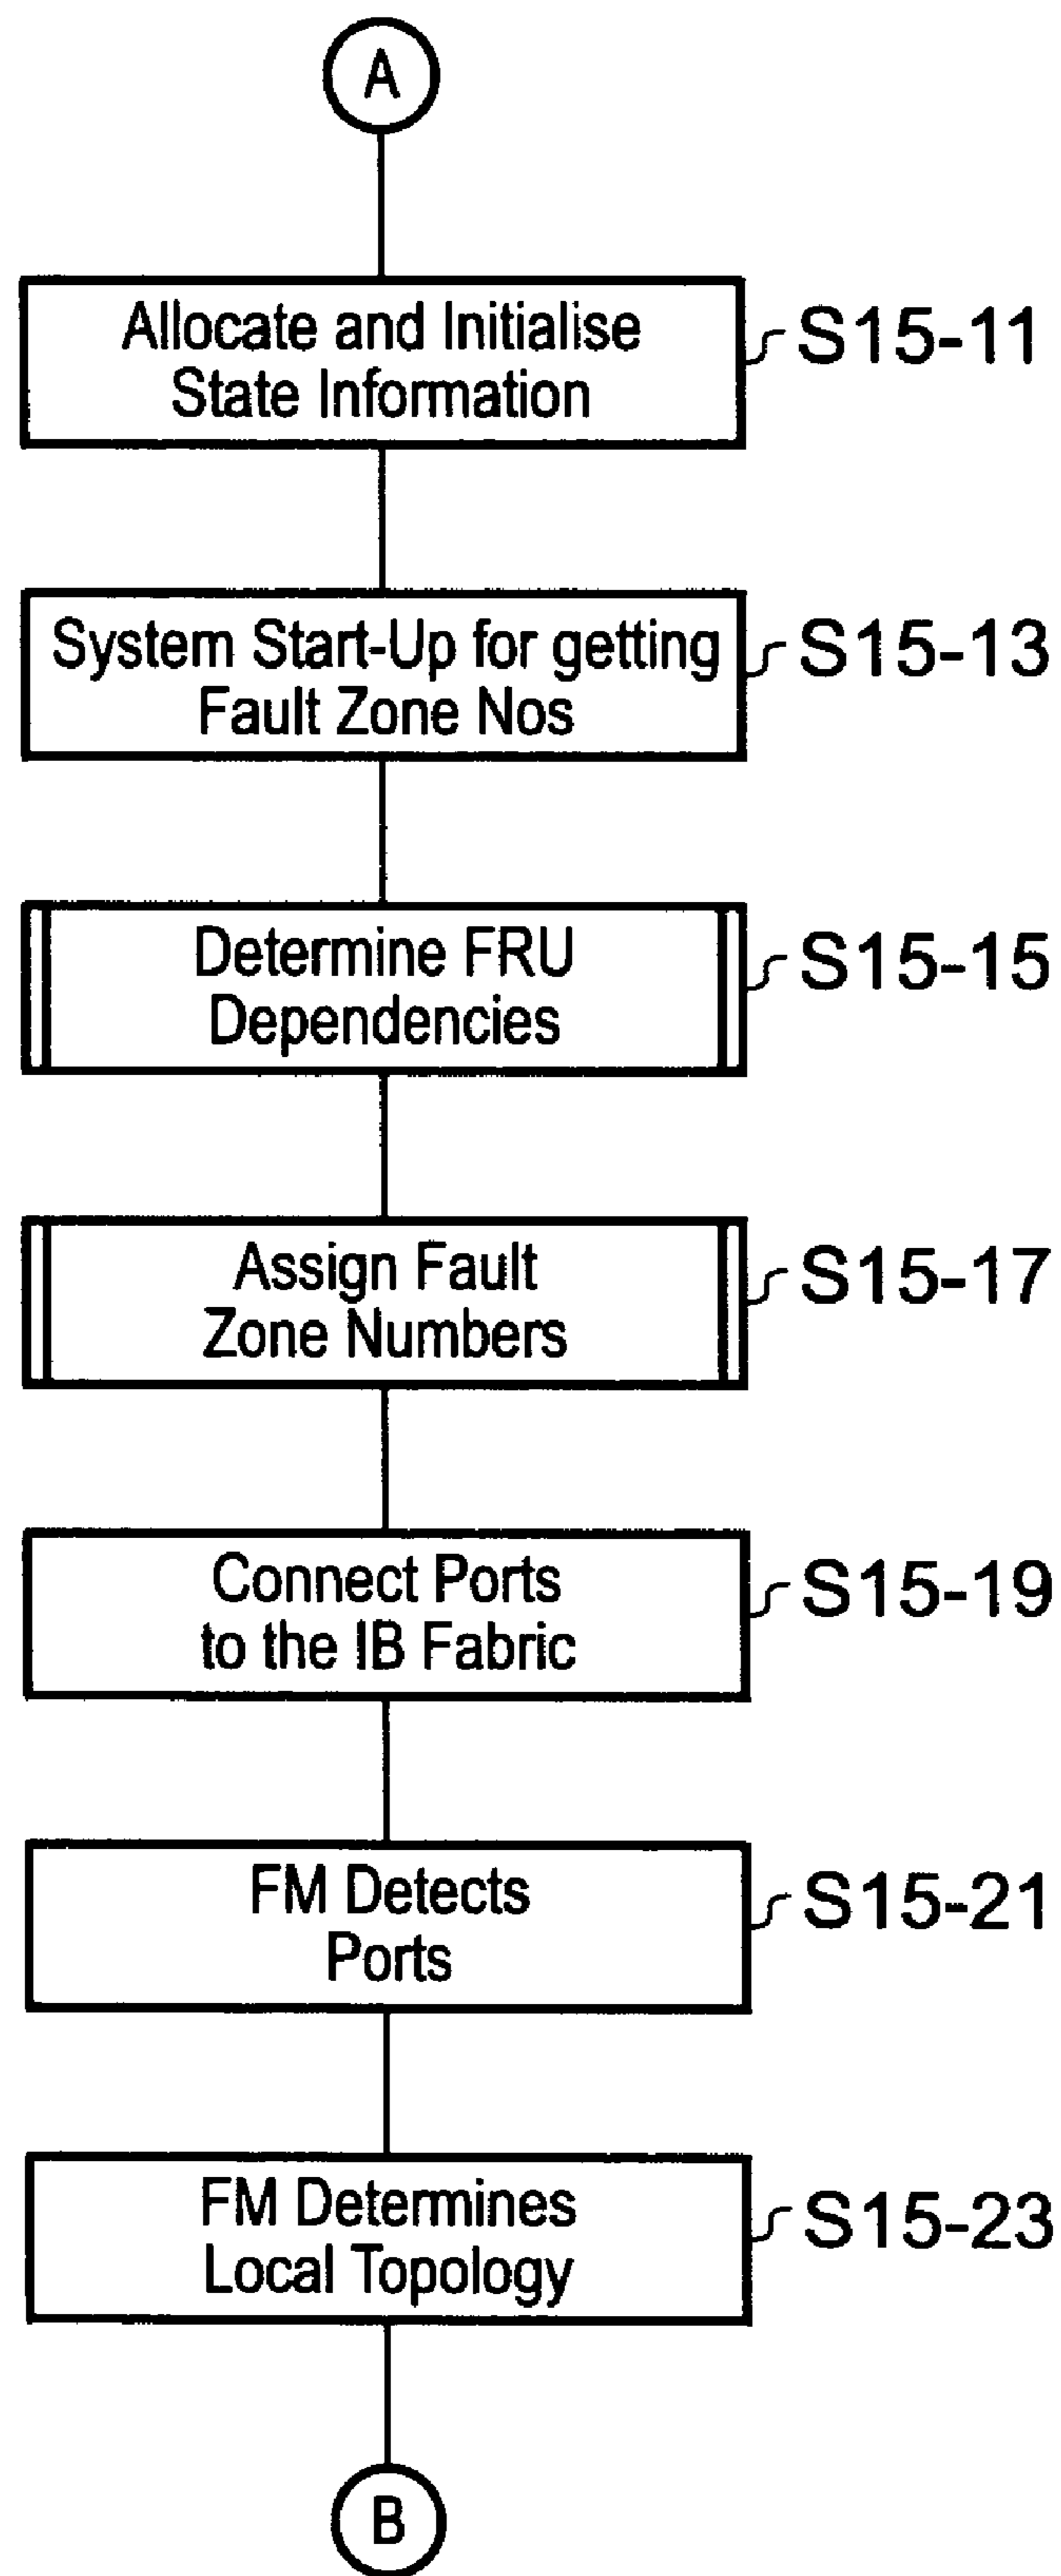 A
Allocate and Initialise
State Information
S15-11
System Start-Up for getting
Fault Zone Nos
S15-13
Determine FRU
Dependencies
S15-15
Assign Fault
Zone Numbers
S15-17
Connect Ports
to the IB Fabric
S15-19
FM Detects
Ports
S15-21
FM Determines
Local Topology
S15-23
B